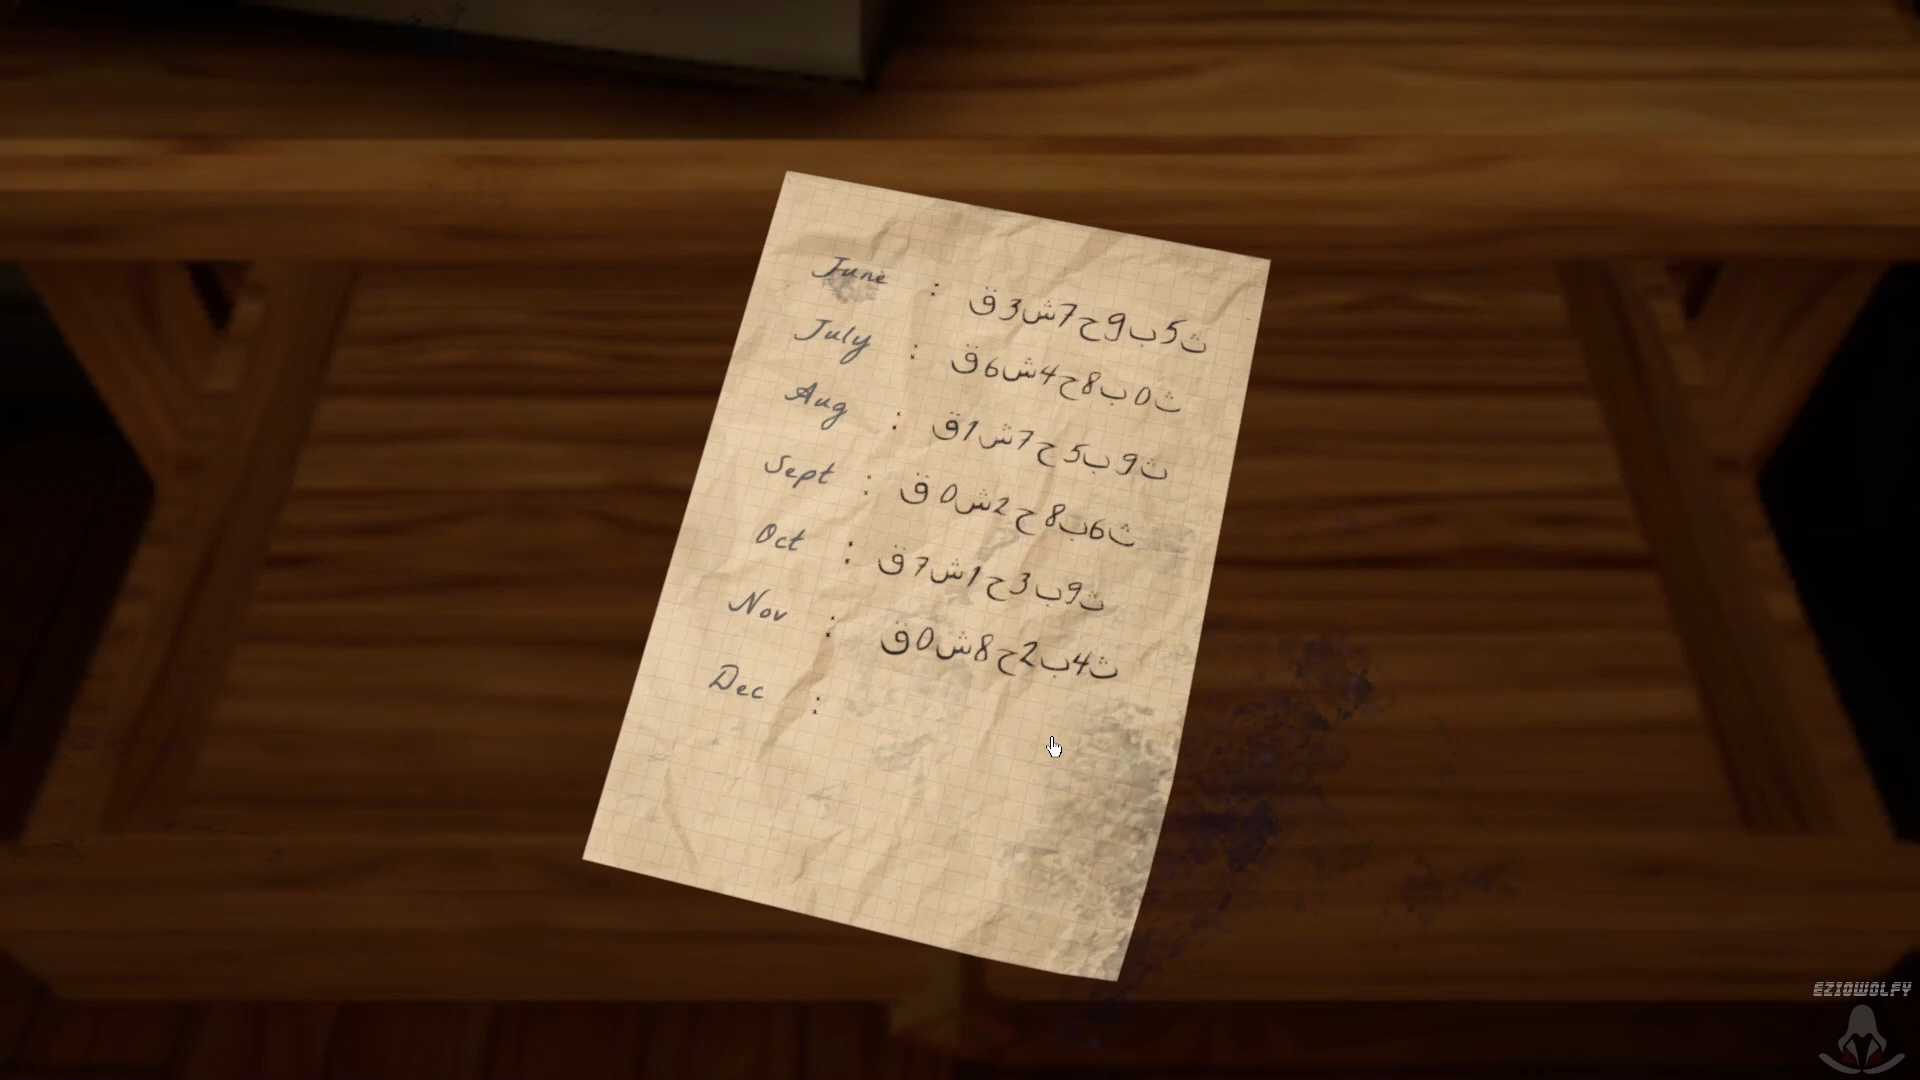 June : ث5ب9ح7ش3ق
July : ث0ب8ح4ش6ق
Aug : ث9ب5ح7ش1ق
Sept : ث6ب8ح2ش0ق
Oct : ث9ب3ح1ش7ق
Nov : ث4ب2ح8ش0ق
Dec :
EZIOWOLFY